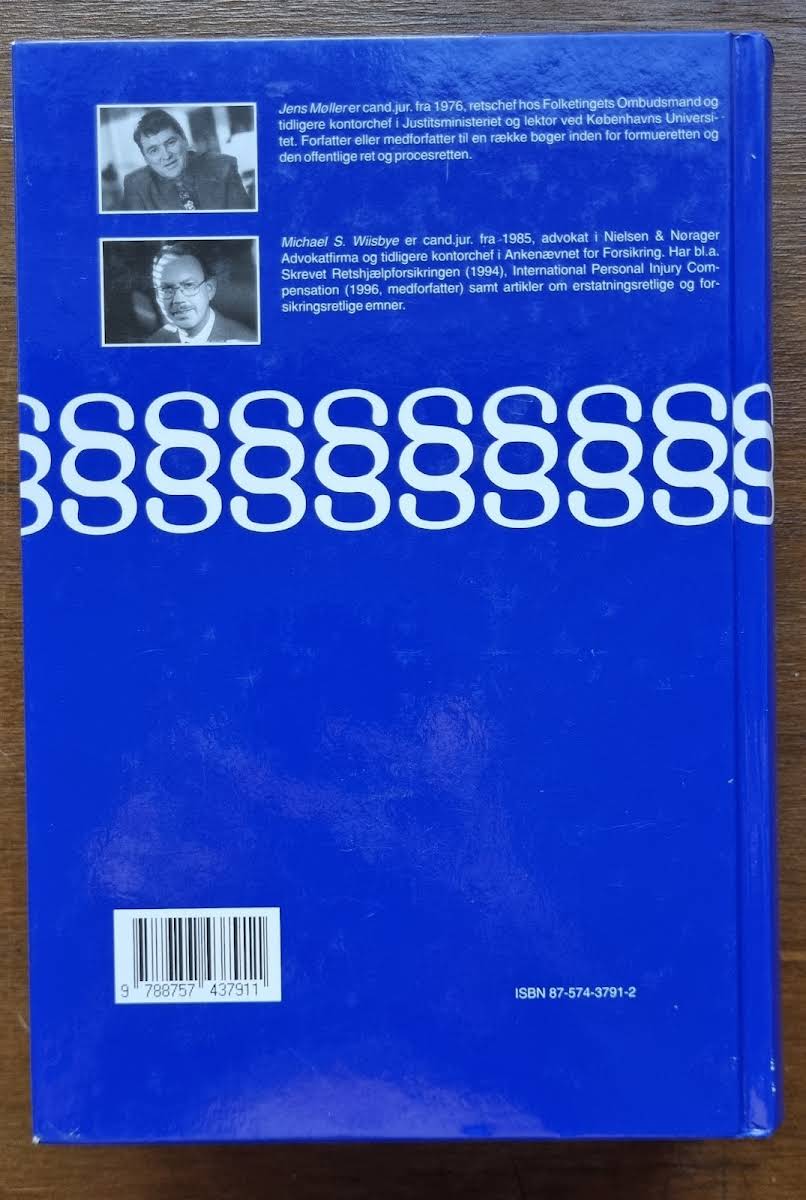 Jens Møller er cand.jur. fra 1976, retschef hos Folketingets Ombudsmand og
tidligere kontorchef i Justitsministeriet og lektor ved Københavns Universi-
tet. Forfatter eller medforfatter til en række bøger inden for formueretten og
den offentlige ret og procesretten.
Michael S. Wiisbye er cand.jur. fra 1985, advokat i Nielsen & Nørager
Advokatfirma og tidligere kontorchef i Ankenævnet for Forsikring. Har bl.a.
Skrevet Retshjælpforsikringen (1994), International Personal Injury Com-
pensation (1996, medforfatter) samt artikler om erstatningsretlige og for-
sikringsretlige emner.
§§§§§§§§§§
9 788757 437911
ISBN 87-574-3791-2